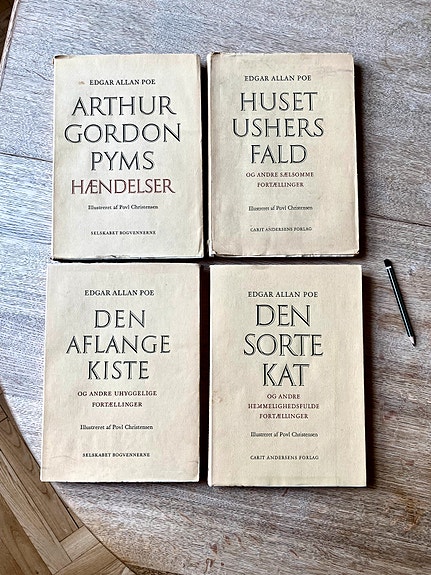 EDGAR ALLAN POE
ARTHUR
GORDON
PYMS
HÆNDELSER
Illustreret af Povl Christensen
SELSKABET BOGVENNERNE
EDGAR ALLAN POE
HUSET
USHERS
FALD
OG ANDRE SÆLSOMME
FORTÆLLINGER
Illustreret af Povl Christensen
CARIT ANDERSENS FORLAG
EDGAR ALLAN POE
DEN
AFLANGE
KISTE
OG ANDRE UHYGGELIGE
FORTÆLLINGER
Illustreret af Povl Christensen
SELSKABET BOGVENNERNE
EDGAR ALLAN POE
DEN
SORTE
KAT
OG ANDRE
HEMMELIGHEDSFULDE
FORTÆLLINGER
Illustreret af Povl Christensen
CARIT ANDERSENS FORLAG